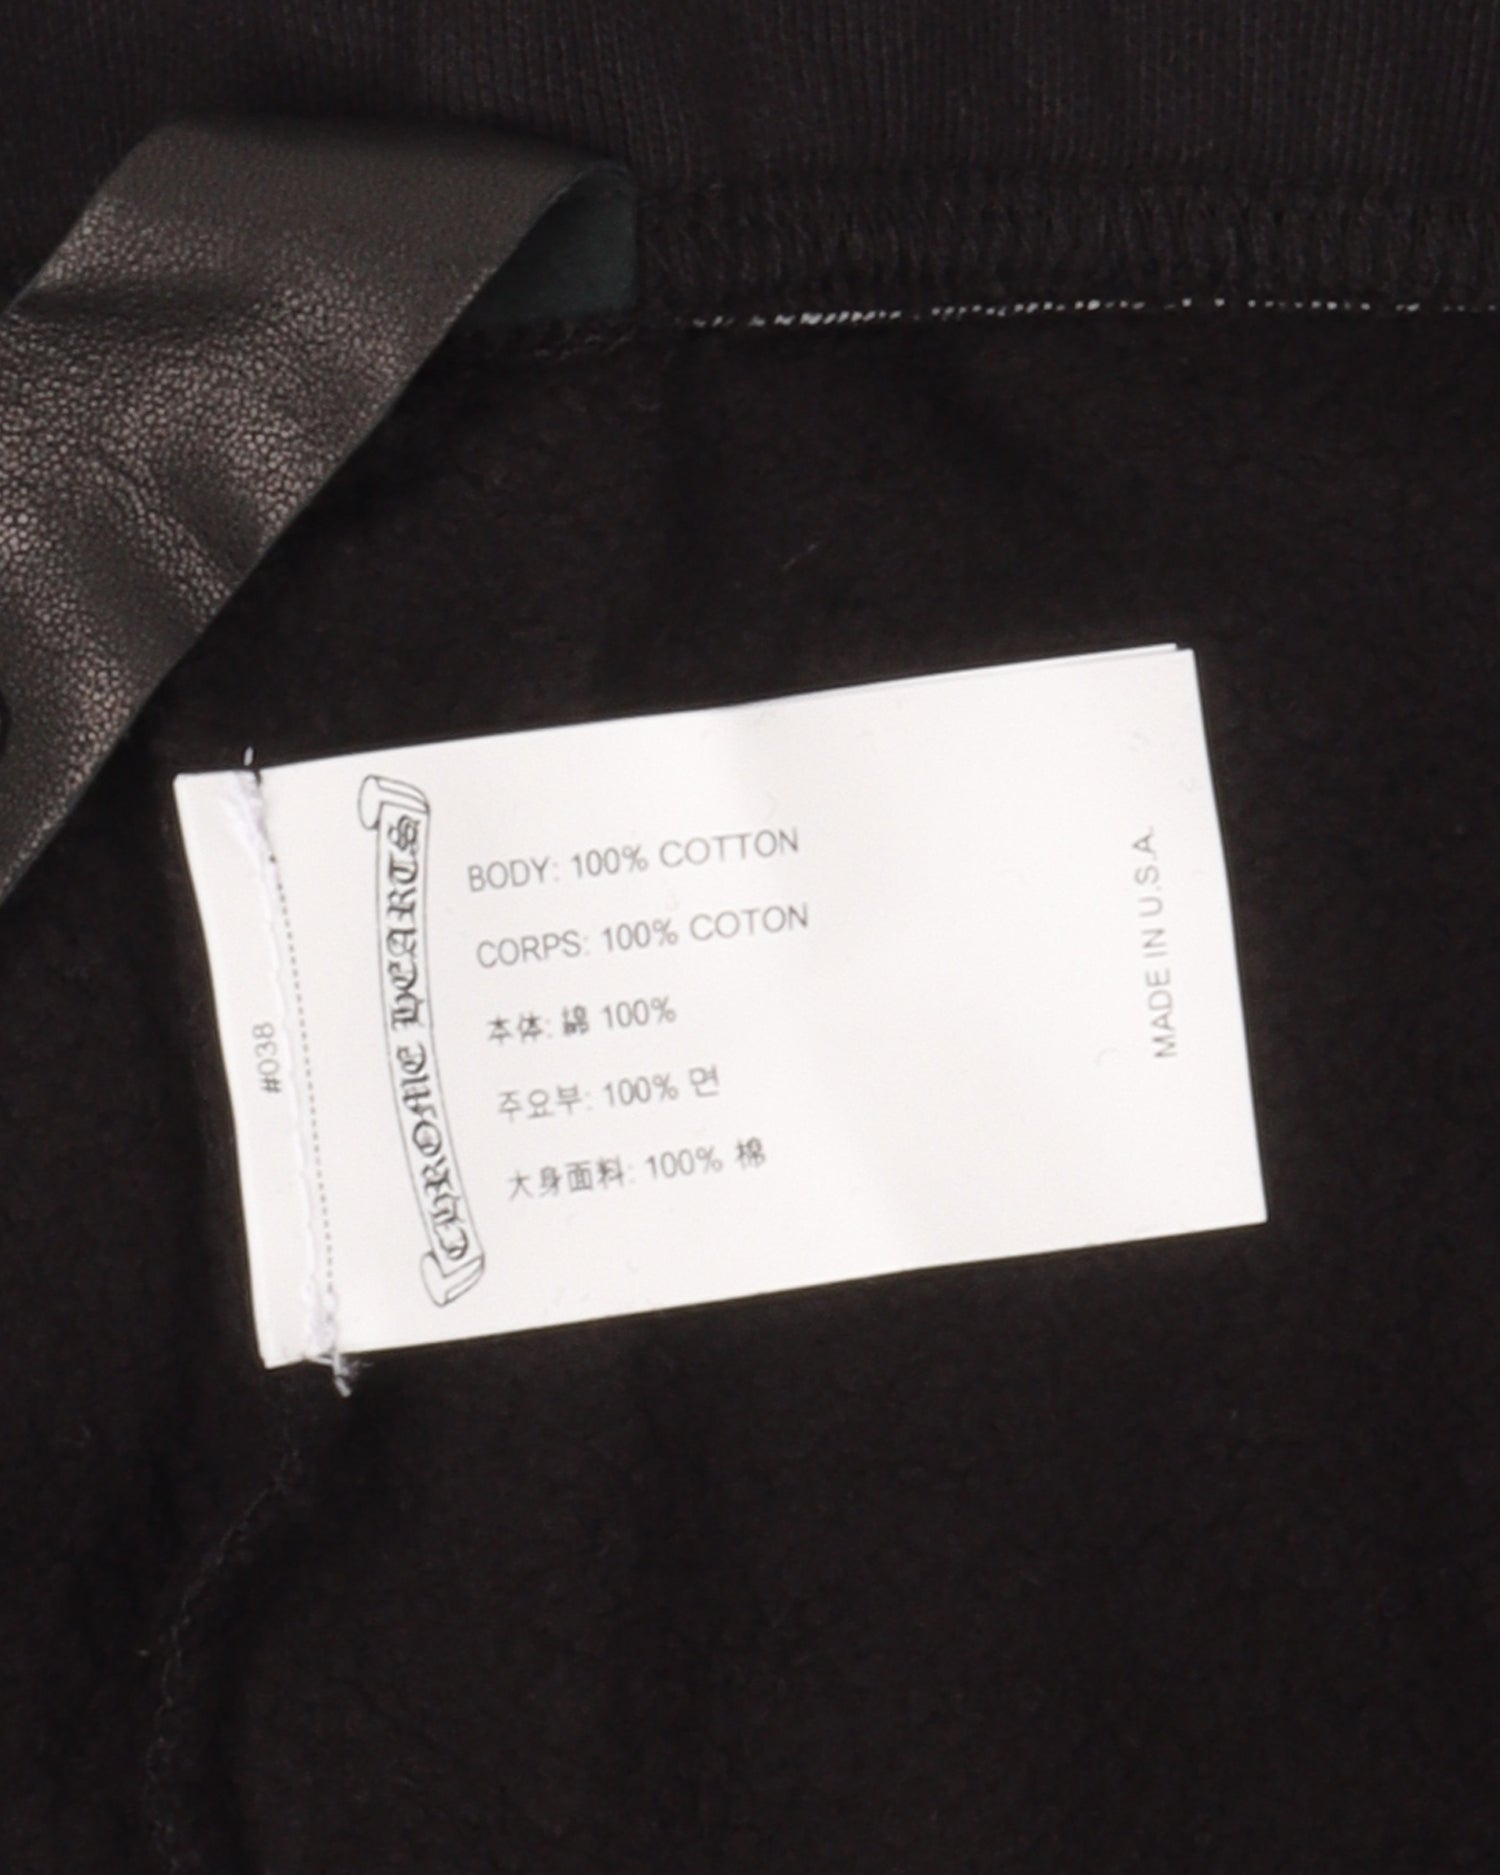 #038
CHROME HEARTS
BODY: 100% COTTON
CORPS: 100% COTON
本体: 綿 100%
주요부: 100% 면
大身面料: 100% 棉
MADE IN U.S.A.